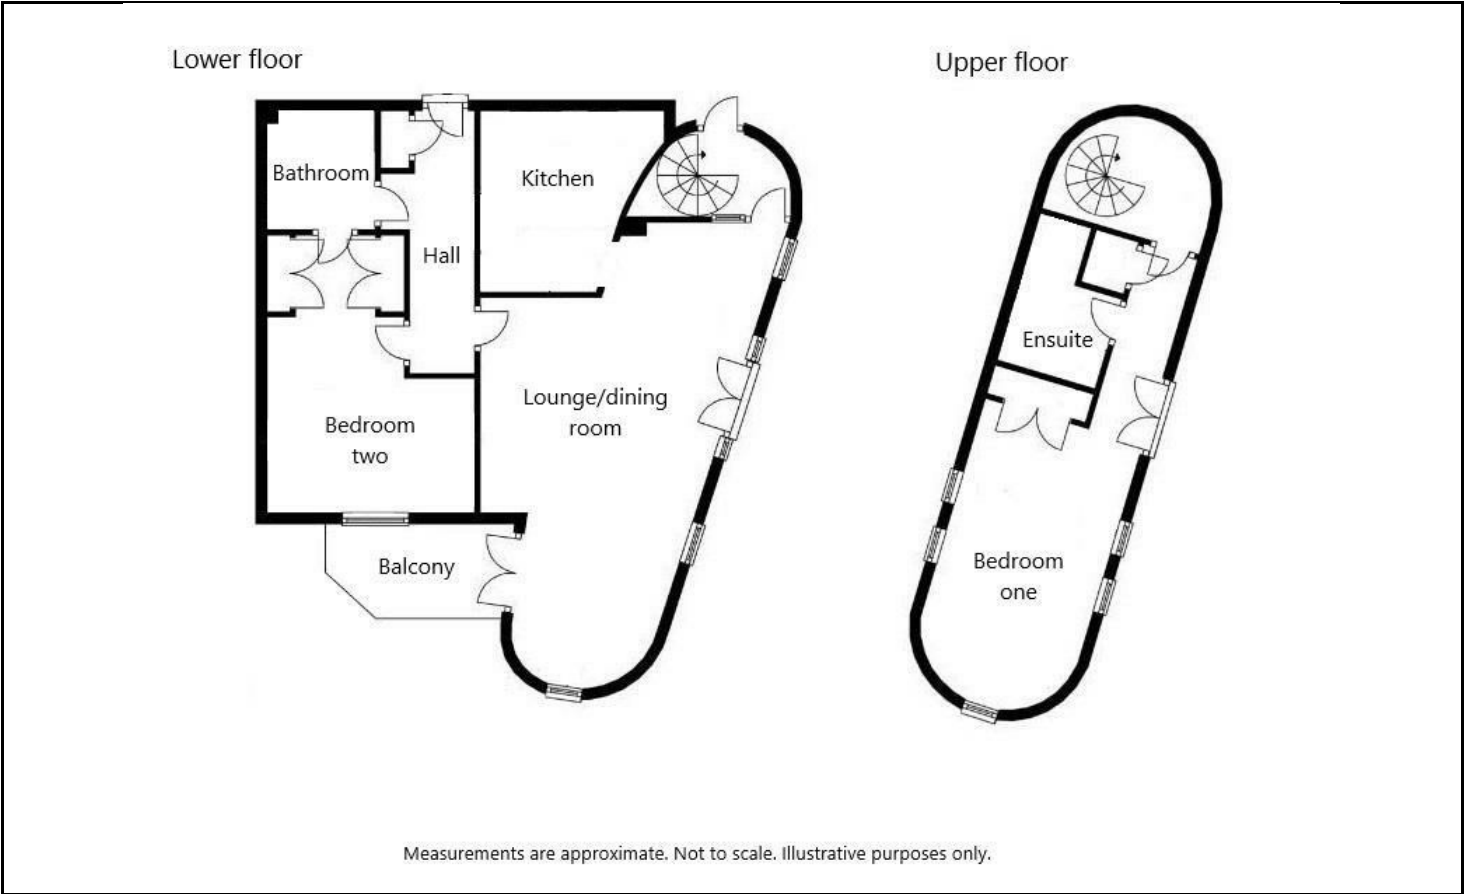 Lower floor
Upper floor
Bathroom
Kitchen
Hall
Lounge/dining
room
Bedroom
two
Balcony
Ensuite
Bedroom
one
Measurements are approximate. Not to scale. Illustrative purposes only.